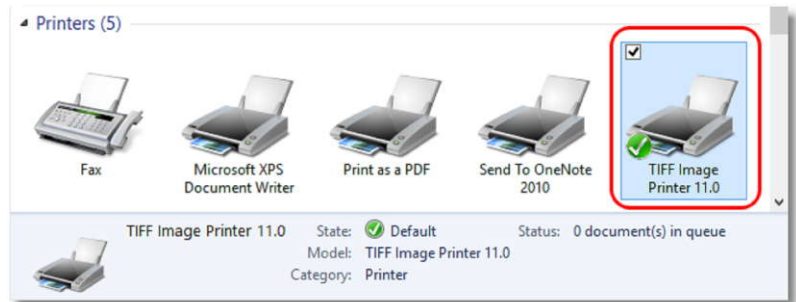 Printers (5)
Fax
Microsoft XPS
Document Writer
Print as a PDF
Send To OneNote
2010
TIFF Image
Printer 11.0
TIFF Image Printer 11.0 State: Default Status: 0 document(s) in queue
Model: TIFF Image Printer 11.0
Category: Printer